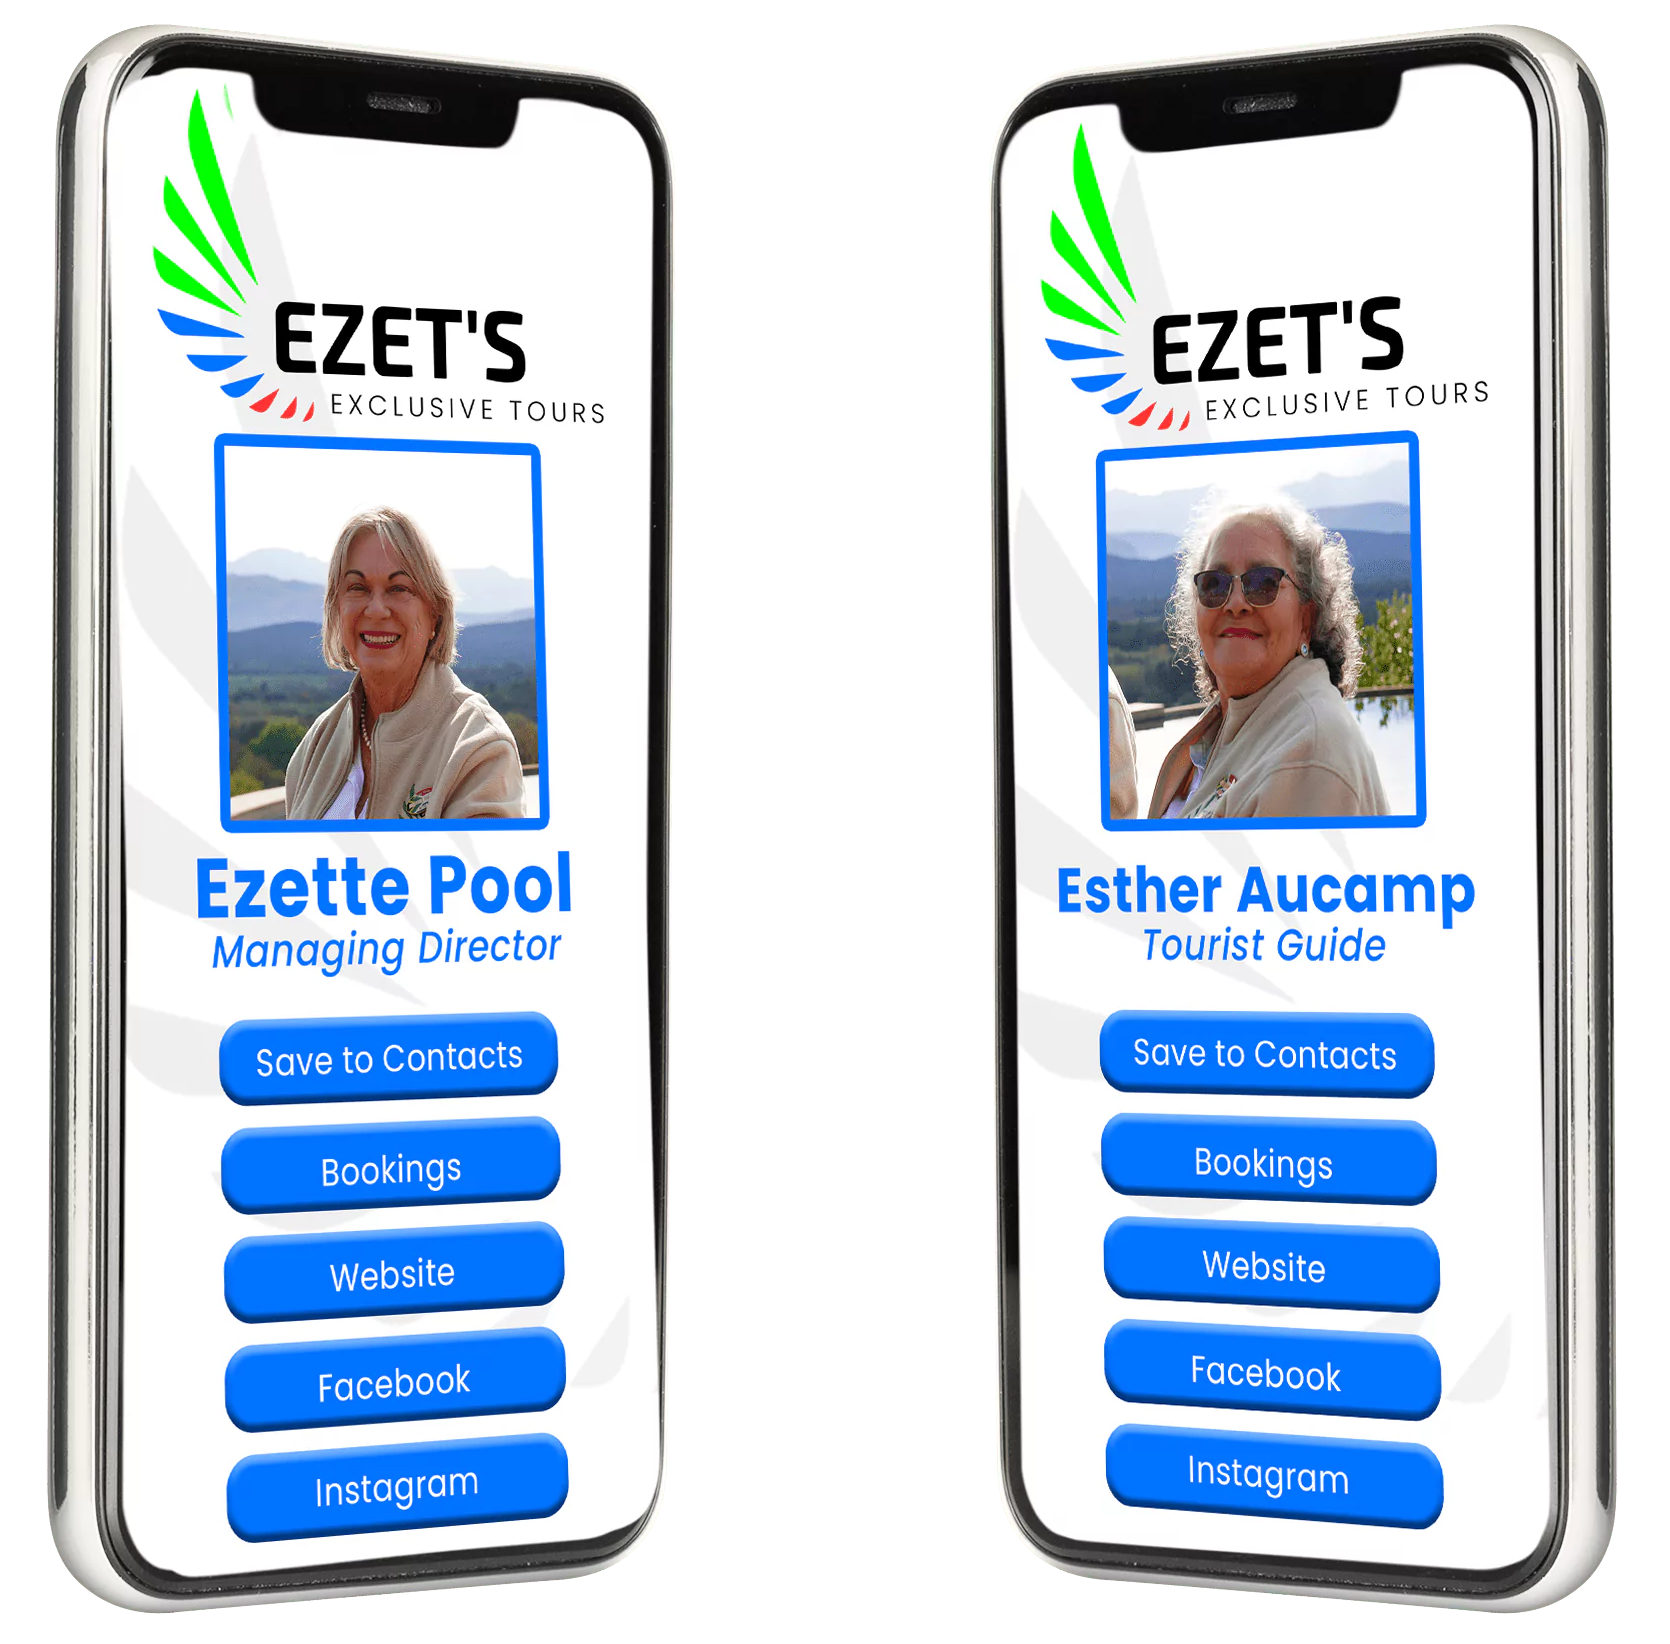 EZET'S
EXCLUSIVE TOURS
Ezette Pool
Managing Director
Save to Contacts
Bookings
Website
Facebook
Instagram
EZET'S
EXCLUSIVE TOURS
Esther Aucamp
Tourist Guide
Save to Contacts
Bookings
Website
Facebook
Instagram